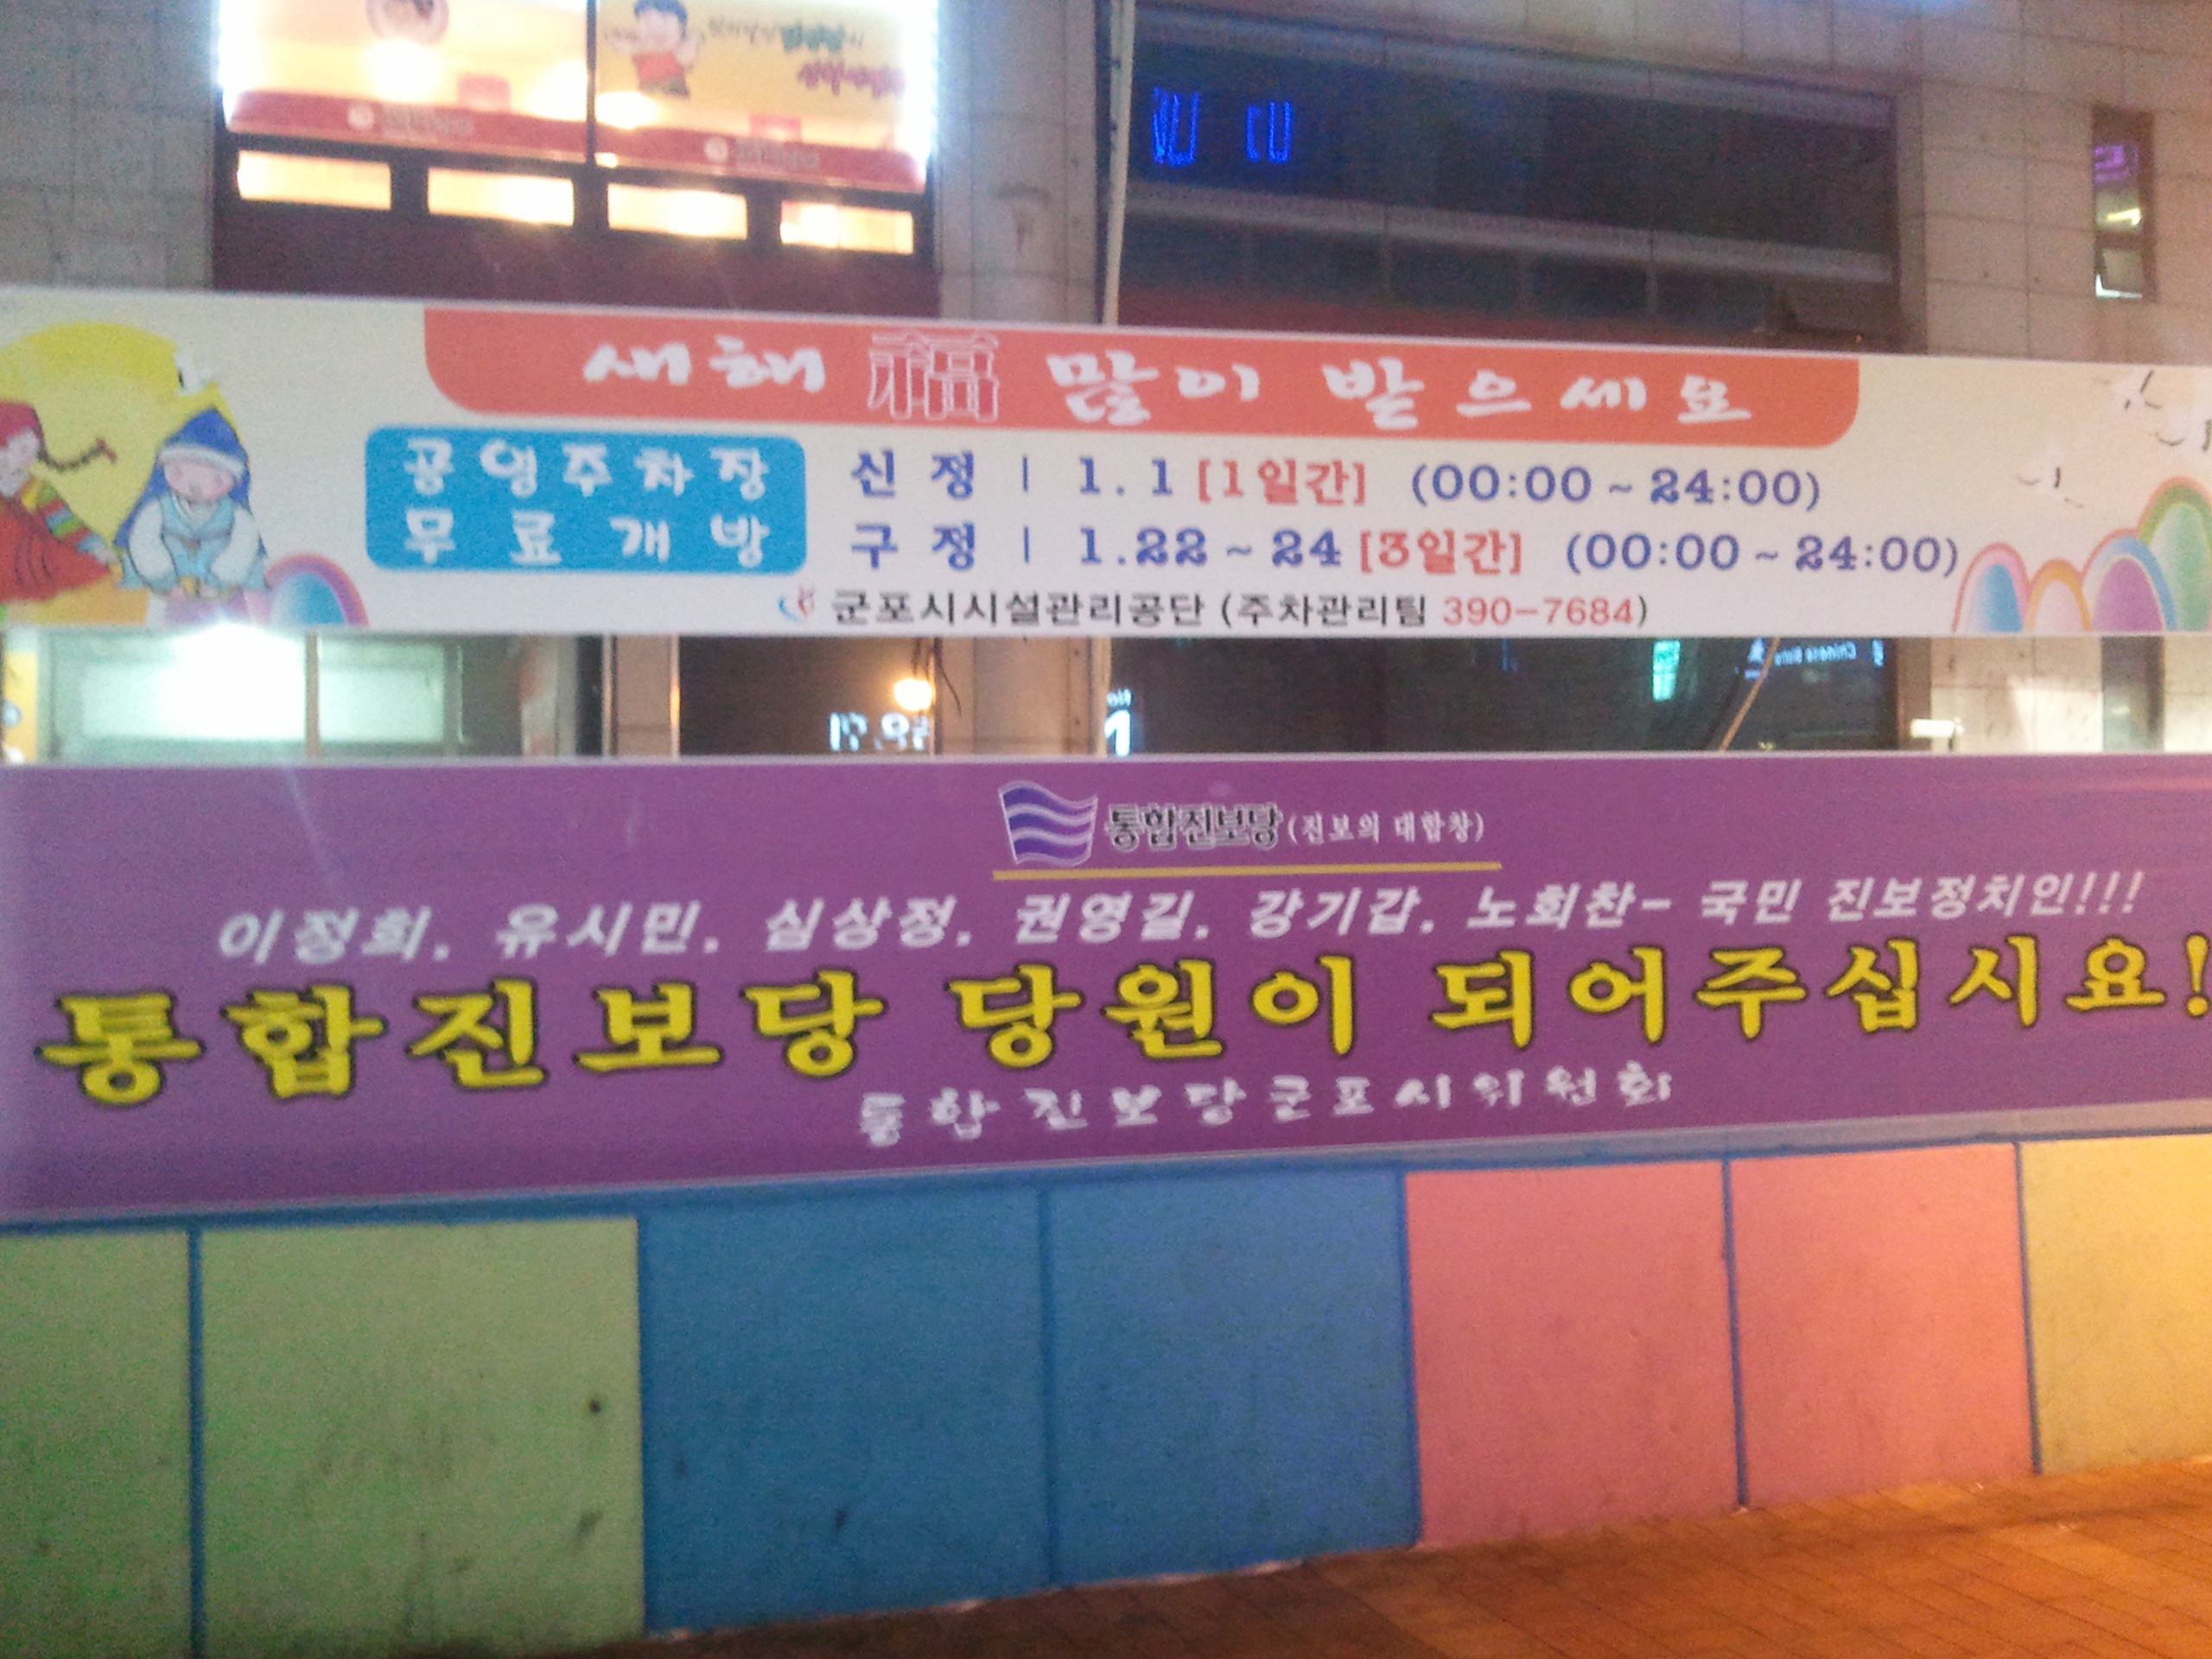 새해 福 많이 받으세요
공영주차장
무료개방
신정 | 1.1 [1일간] (00:00~24:00)
구정 | 1.22~24 [3일간] (00:00~24:00)
군포시시설관리공단 (주차관리팀 390-7684)
통합진보당(진보의 대합창)
이정희, 유시민, 심상정, 권영길, 강기갑, 노회찬- 국민 진보정치인!!!
통합진보당 당원이 되어주십시요!
통합진보당군포시위원회